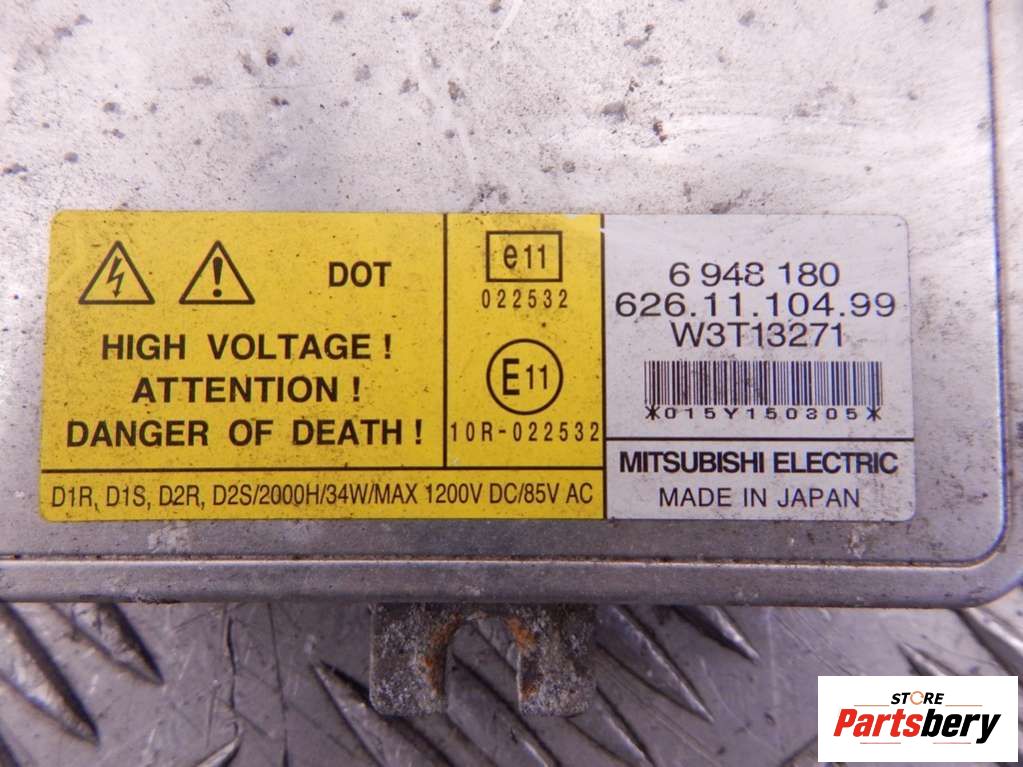 DOT
HIGH VOLTAGE !
ATTENTION !
DANGER OF DEATH !
D1R, D1S, D2R, D2S/2000H/34W/MAX 1200V DC/85V AC
e11
022532
E11
10R-022532
6 948 180
626.11.104.99
W3T13271
*015Y150305*
MITSUBISHI ELECTRIC
MADE IN JAPAN
STORE
Partsbery